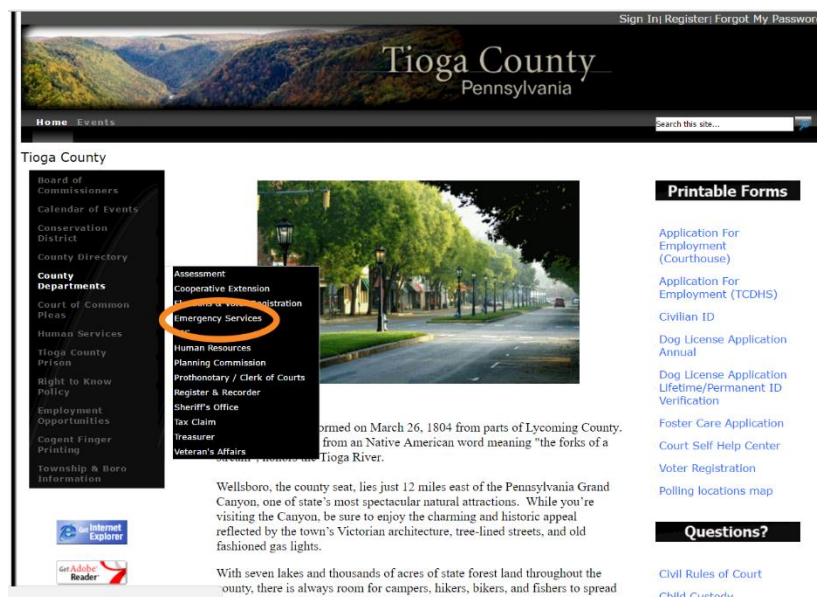 Sign In| Register| Forgot My Passwor
Tioga County
Pennsylvania
Home Events
Search this site...
Tioga County
Board of
Commissioners
Calendar of Events
Conservation
District
County Directory
County
Departments
Court of Common
Pleas
Human Services
Tioga County
Prison
Right to Know
Policy
Employment
Opportunities
Cogent Finger
Printing
Township & Boro
Information
Assessment
Cooperative Extension
Elections & Voter Registration
Emergency Services
Human Resources
Planning Commission
Prothonotary / Clerk of Courts
Register & Recorder
Sheriff's Office
Tax Claim
Treasurer
Veteran's Affairs
ormed on March 26, 1804 from parts of Lycoming County.
from an Native American word meaning "the forks of a
stream", honors the Tioga River.
Wellsboro, the county seat, lies just 12 miles east of the Pennsylvania Grand
Canyon, one of state's most spectacular natural attractions. While you're
visiting the Canyon, be sure to enjoy the charming and historic appeal
reflected by the town's Victorian architecture, tree-lined streets, and old
fashioned gas lights.
With seven lakes and thousands of acres of state forest land throughout the
county, there is always room for campers, hikers, bikers, and fishers to spread
Get Internet
Explorer
Get Adobe
Reader
Printable Forms
Application For
Employment
(Courthouse)
Application For
Employment (TCDHS)
Civilian ID
Dog License Application
Annual
Dog License Application
Lifetime/Permanent ID
Verification
Foster Care Application
Court Self Help Center
Voter Registration
Polling locations map
Questions?
Civil Rules of Court
Child Custody